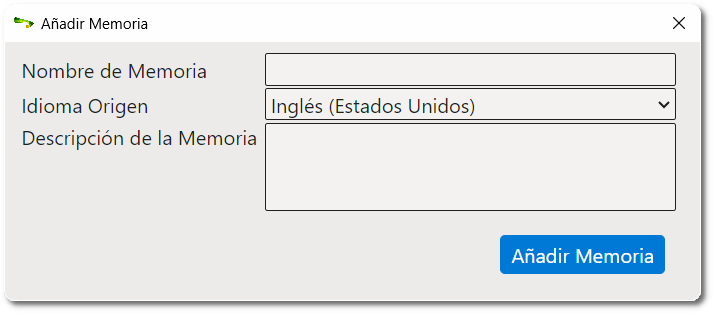 Añadir Memoria
Nombre de Memoria
Idioma Origen
Inglés (Estados Unidos)
Descripción de la Memoria
Añadir Memoria